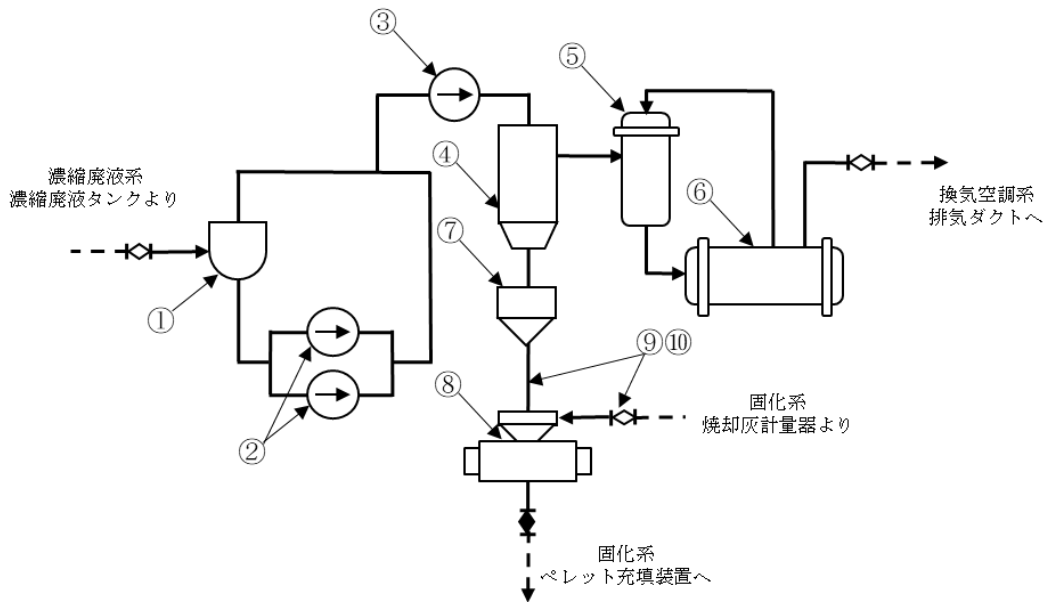 ③
⑤
④
濃縮廃液系
濃縮廃液タンクより
換気空調系
排気ダクトへ
⑥
⑦
①
⑨⑩
⑧
固化系
焼却灰計量器より
②
固化系
ペレット充填装置へ